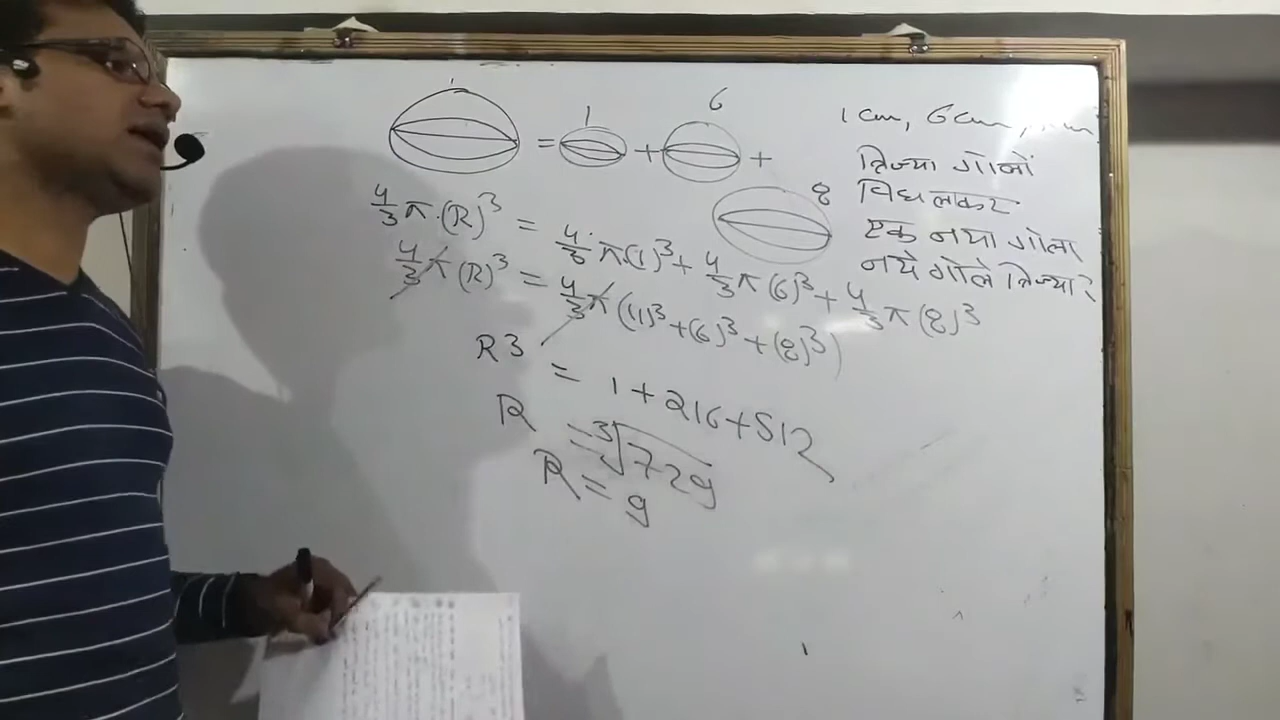 1 6
= + +
8
1 cm, 6 cm,
त्रिज्या गोलों
पिघलाकर
एक नया गोला
नये गोले त्रिज्या?
4/3 π (R)³ = 4/3 π(1)³ + 4/3 π (6)³ + 4/3 π (8)³
4/3 π (R)³ = 4/3 π ((1)³ + (6)³ + (8)³)
R3 = 1 + 216 + 512
R = ³√729
R = 9